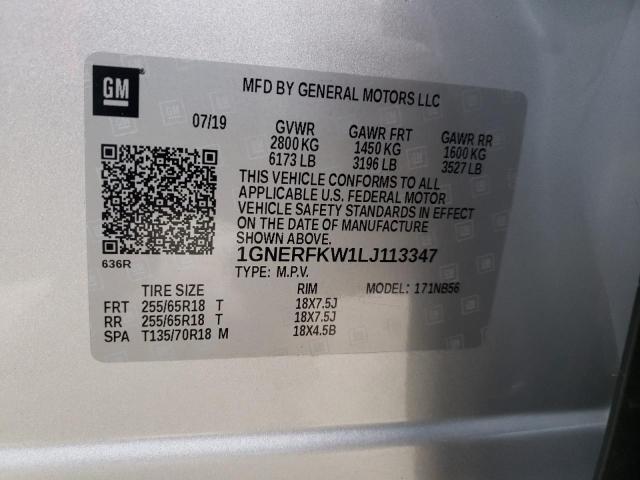 GM
MFD BY GENERAL MOTORS LLC
07/19 GVWR GAWR FRT GAWR RR
2800 KG 1450 KG 1600 KG
6173 LB 3196 LB 3527 LB
THIS VEHICLE CONFORMS TO ALL
APPLICABLE U.S. FEDERAL MOTOR
VEHICLE SAFETY STANDARDS IN EFFECT
ON THE DATE OF MANUFACTURE
SHOWN ABOVE.
636R
1GNERFKW1LJ113347
TYPE: M.P.V. MODEL: 171NB56
TIRE SIZE RIM
FRT 255/65R18 T 18X7.5J
RR 255/65R18 T 18X7.5J
SPA T135/70R18 M 18X4.5B